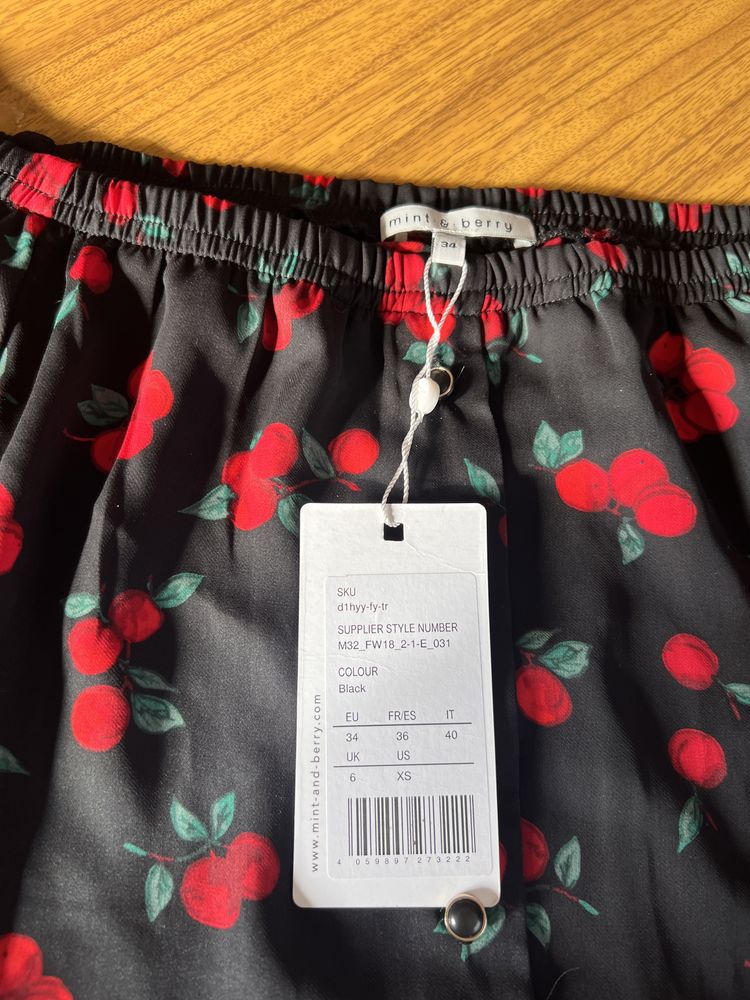 mint & berry
34
SKU
d1hyy-fy-tr
SUPPLIER STYLE NUMBER
M32_FW18_2-1-E_031
COLOUR
Black
EU FR/ES IT
34 36 40
UK US
6 XS
4 059897 273222
www.mint-and-berry.com